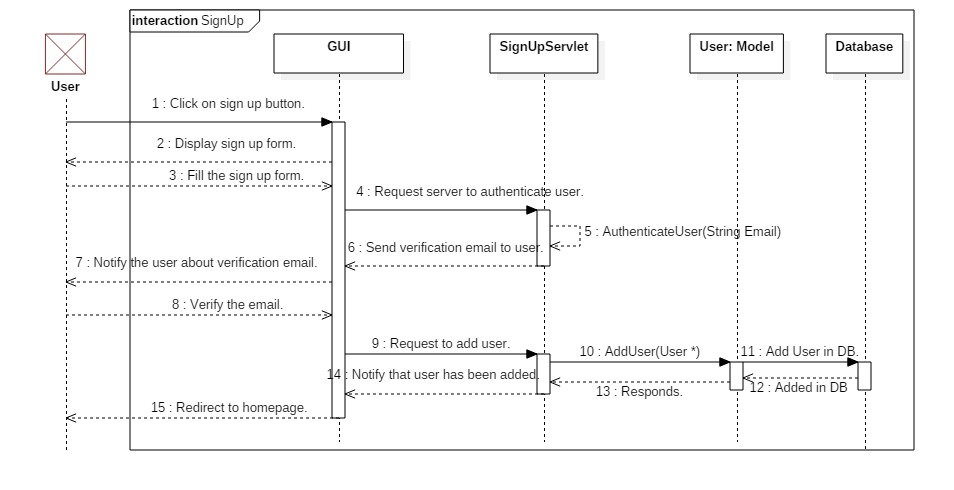 interaction SignUp
GUI
SignUpServlet
User: Model
Database
User
1 : Click on sign up button.
2 : Display sign up form.
3 : Fill the sign up form.
4 : Request server to authenticate user.
5 : AuthenticateUser(String Email)
6 : Send verification email to user.
7 : Notify the user about verification email.
8 : Verify the email.
9 : Request to add user.
10 : AddUser(User *)
11 : Add User in DB.
12 : Added in DB
13 : Responds.
14 : Notify that user has been added.
15 : Redirect to homepage.